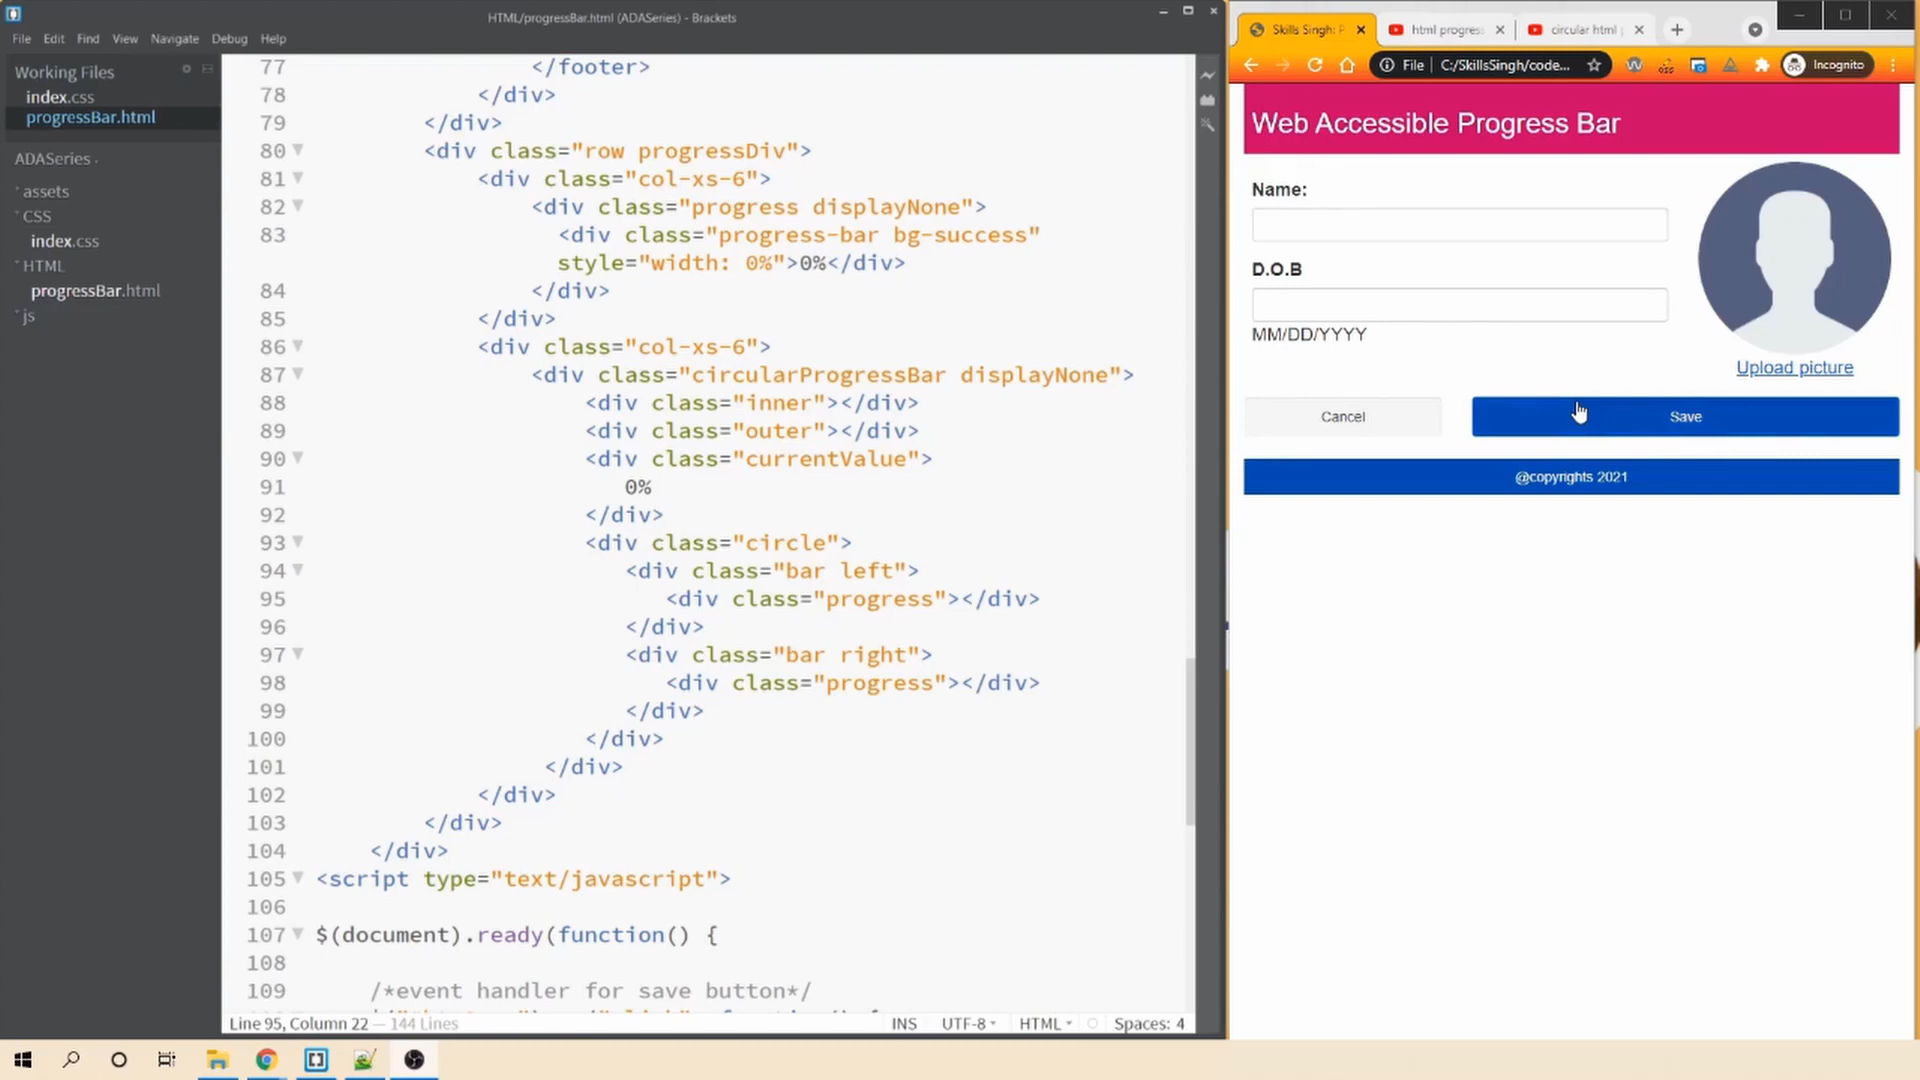 HTML/progressBar.html (ADASeries) - Brackets
File Edit Find View Navigate Debug Help
Working Files
index.css
progressBar.html
ADASeries
assets
CSS
index.css
HTML
progressBar.html
js
77 </footer>
78 </div>
79 </div>
80 <div class="row progressDiv">
81 <div class="col-xs-6">
82 <div class="progress displayNone">
83 <div class="progress-bar bg-success"
style="width: 0%">0%</div>
84 </div>
85 </div>
86 <div class="col-xs-6">
87 <div class="circularProgressBar displayNone">
88 <div class="inner"></div>
89 <div class="outer"></div>
90 <div class="currentValue">
91 0%
92 </div>
93 <div class="circle">
94 <div class="bar left">
95 <div class="progress"></div>
96 </div>
97 <div class="bar right">
98 <div class="progress"></div>
99 </div>
100 </div>
101 </div>
102 </div>
103 </div>
104 </div>
105 <script type="text/javascript">
106
107 $(document).ready(function() {
108
109 /*event handler for save button*/
Line 95, Column 22 — 144 Lines
INS UTF-8 HTML Spaces: 4
Skills Singh: P
html progres
circular html
File C:/SkillsSingh/code... Incognito
Web Accessible Progress Bar
Name:
D.O.B
MM/DD/YYYY
Upload picture
Cancel
Save
@copyrights 2021